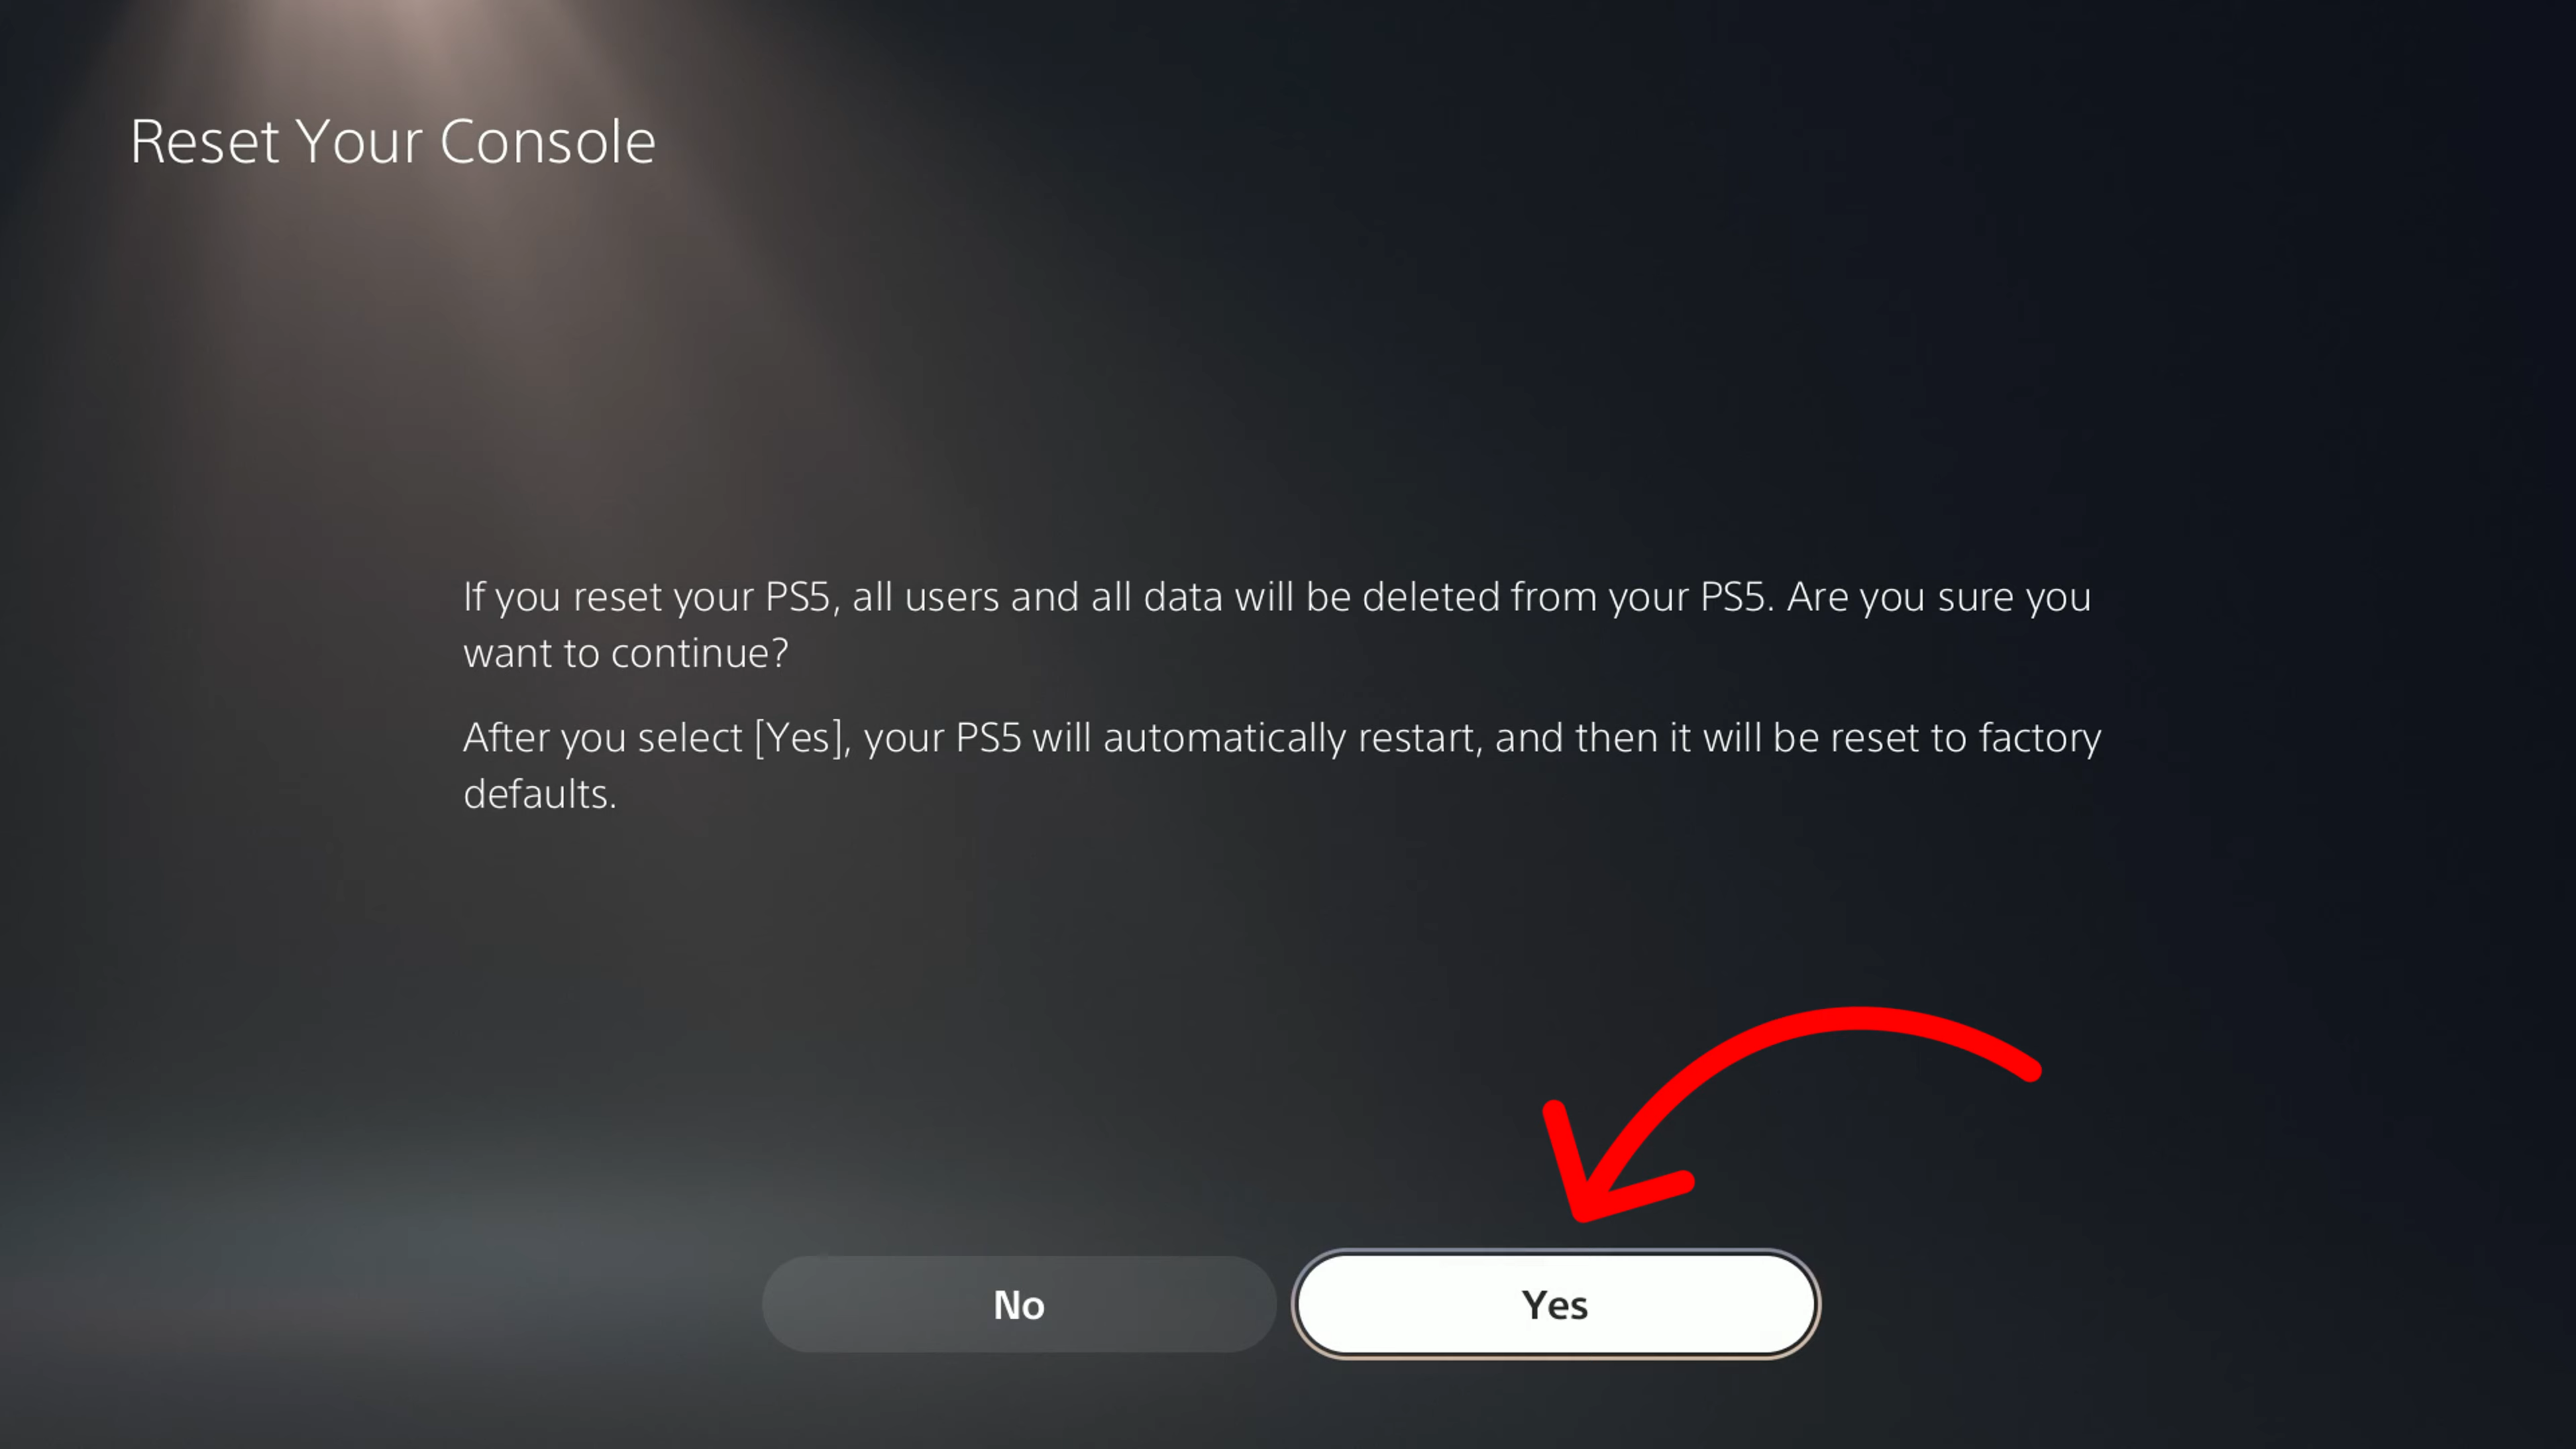 Reset Your Console
If you reset your PS5, all users and all data will be deleted from your PS5. Are you sure you
want to continue?
After you select [Yes], your PS5 will automatically restart, and then it will be reset to factory
defaults.
No
Yes